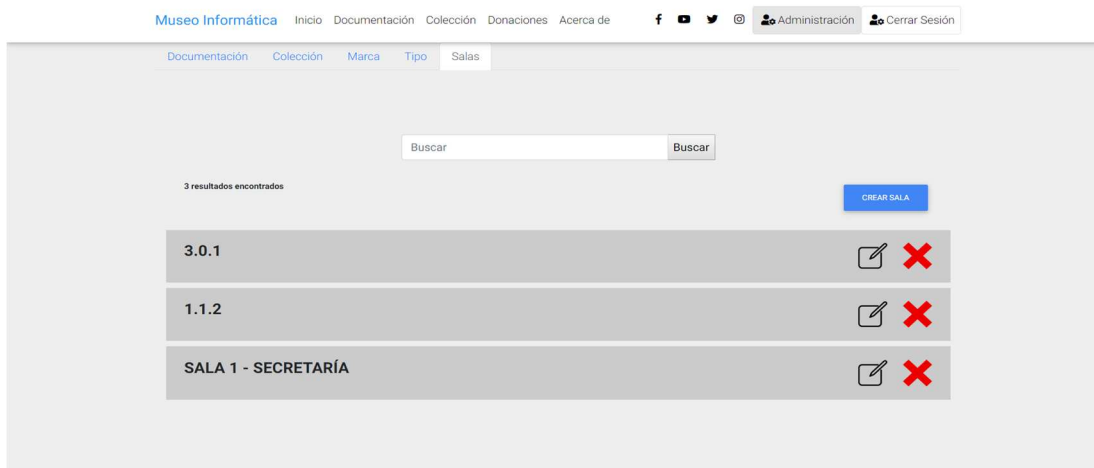 Museo Informática Inicio Documentación Colección Donaciones Acerca de Administración Cerrar Sesión
Documentación Colección Marca Tipo Salas
Buscar Buscar
3 resultados encontrados
CREAR SALA
3.0.1
1.1.2
SALA 1 - SECRETARÍA